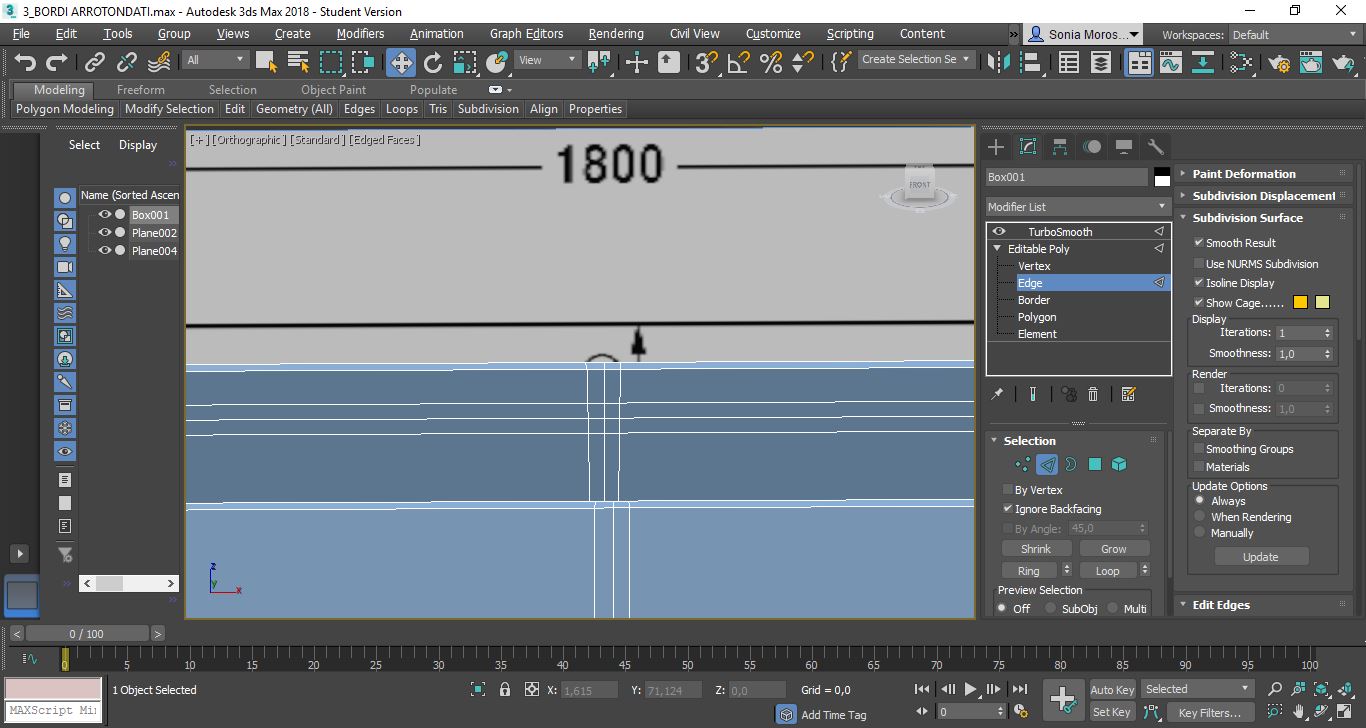 3_BORDI ARROTONDATI.max - Autodesk 3ds Max 2018 - Student Version
File Edit Tools Group Views Create Modifiers Animation Graph Editors Rendering Civil View Customize Scripting Content » Sonia Moros... Workspaces: Default
All View Create Selection Se
Modeling Freeform Selection Object Paint Populate
Polygon Modeling Modify Selection Edit Geometry (All) Edges Loops Tris Subdivision Align Properties
Select Display
Name (Sorted Ascen
Box001
Plane002
Plane004
[+] [Orthographic] [Standard] [Edged Faces]
1800
FRONT
z
y
x
Box001
Modifier List
TurboSmooth
Editable Poly
Vertex
Edge
Border
Polygon
Element
Selection
By Vertex
Ignore Backfacing
By Angle: 45,0
Shrink Grow
Ring Loop
Preview Selection
Off SubObj Multi
Paint Deformation
Subdivision Displacement
Subdivision Surface
Smooth Result
Use NURMS Subdivision
Isoline Display
Show Cage......
Display
Iterations: 1
Smoothness: 1,0
Render
Iterations: 0
Smoothness: 1,0
Separate By
Smoothing Groups
Materials
Update Options
Always
When Rendering
Manually
Update
Edit Edges
< 0 / 100 >
0 5 10 15 20 25 30 35 40 45 50 55 60 65 70 75 80 85 90 95 100
MAXScript Mi
1 Object Selected X: 1,615 Y: 71,124 Z: 0,0 Grid = 0,0
Add Time Tag
0
Auto Key Selected
Set Key Key Filters...